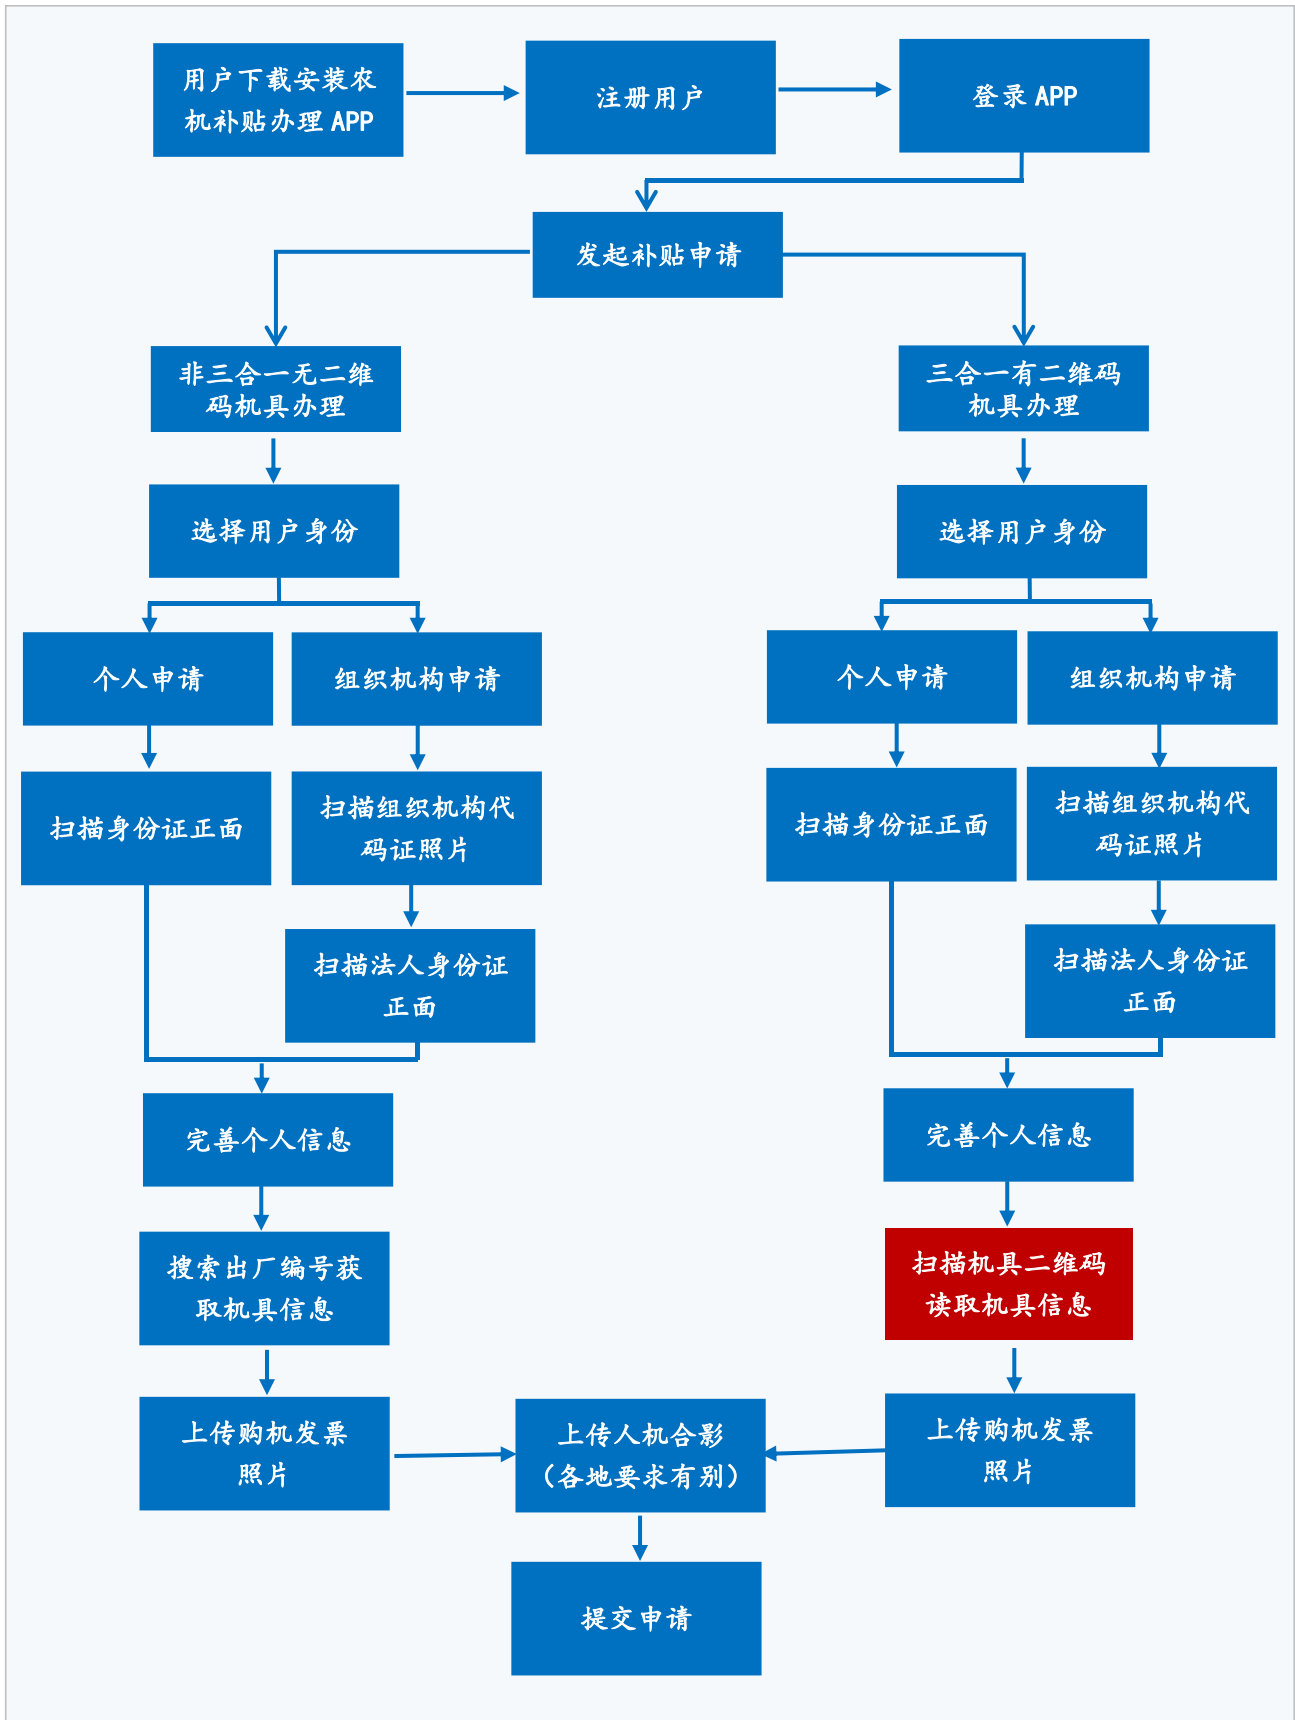 用户下载安装农
机补贴办理 APP
注册用户
登录 APP
发起补贴申请
非三合一无二维
码机具办理
三合一有二维码
机具办理
选择用户身份
选择用户身份
个人申请
组织机构申请
个人申请
组织机构申请
扫描身份证正面
扫描组织机构代
码证照片
扫描身份证正面
扫描组织机构代
码证照片
扫描法人身份证
正面
扫描法人身份证
正面
完善个人信息
完善个人信息
搜索出厂编号获
取机具信息
扫描机具二维码
读取机具信息
上传购机发票
照片
上传人机合影
（各地要求有别）
上传购机发票
照片
提交申请